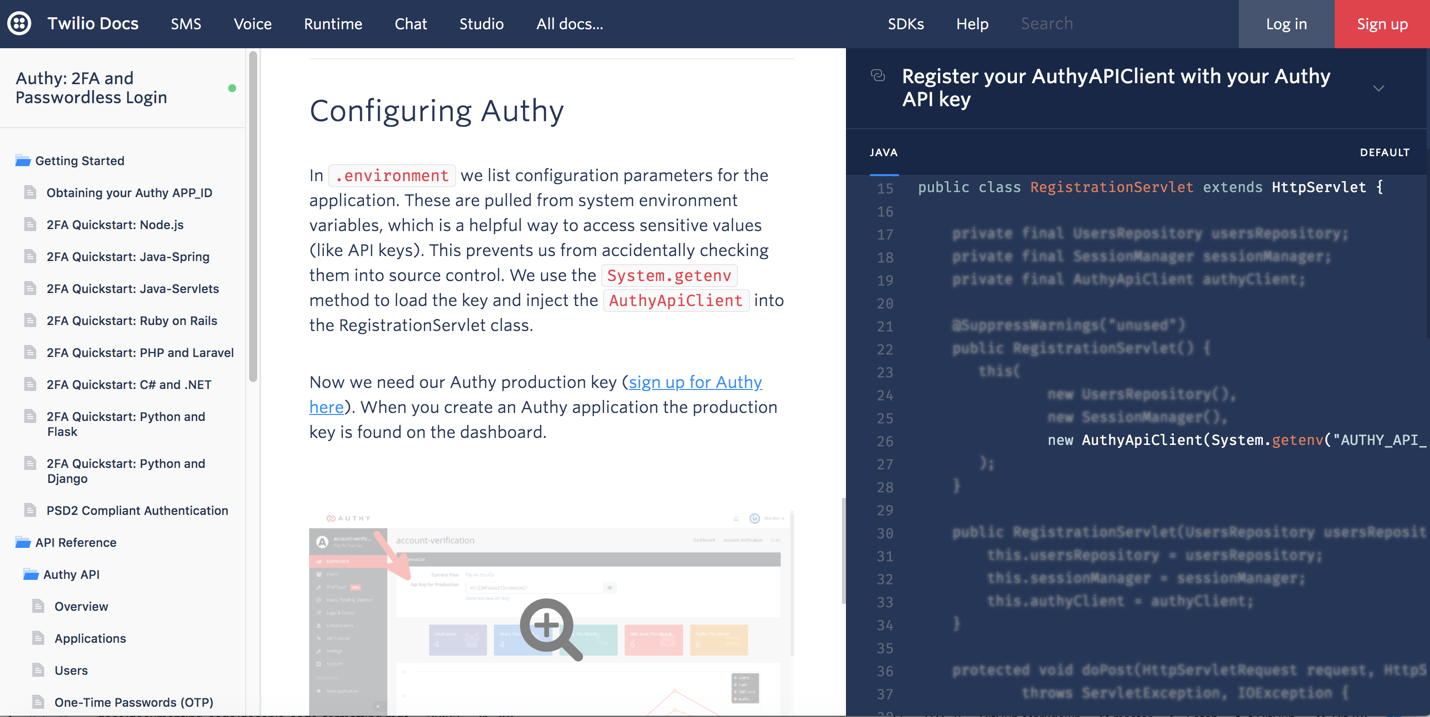 Twilio Docs SMS Voice Runtime Chat Studio All docs... SDKs Help Search Log in Sign up
Authy: 2FA and
Passwordless Login
Getting Started
Obtaining your Authy APP_ID
2FA Quickstart: Node.js
2FA Quickstart: Java-Spring
2FA Quickstart: Java-Servlets
2FA Quickstart: Ruby on Rails
2FA Quickstart: PHP and Laravel
2FA Quickstart: C# and .NET
2FA Quickstart: Python and
Flask
2FA Quickstart: Python and
Django
PSD2 Compliant Authentication
API Reference
Authy API
Overview
Applications
Users
One-Time Passwords (OTP)
Configuring Authy
In .environment we list configuration parameters for the
application. These are pulled from system environment
variables, which is a helpful way to access sensitive values
(like API keys). This prevents us from accidentally checking
them into source control. We use the System.getenv
method to load the key and inject the AuthyApiClient into
the RegistrationServlet class.
Now we need our Authy production key (sign up for Authy
here). When you create an Authy application the production
key is found on the dashboard.
AUTHY
account-verification
Register your AuthyAPIClient with your Authy
API key
JAVA DEFAULT
15 public class RegistrationServlet extends HttpServlet {
16
17 private final UsersRepository usersRepository;
18 private final SessionManager sessionManager;
19 private final AuthyApiClient authyClient;
20
21 @SuppressWarnings("unused")
22 public RegistrationServlet() {
23 this(
24 new UsersRepository(),
25 new SessionManager(),
26 new AuthyApiClient(System.getenv("AUTHY_API_
27 );
28 }
29
30 public RegistrationServlet(UsersRepository usersReposit
31 this.usersRepository = usersRepository;
32 this.sessionManager = sessionManager;
33 this.authyClient = authyClient;
34 }
35
36 protected void doPost(HttpServletRequest request, HttpS
37 throws ServletException, IOException {